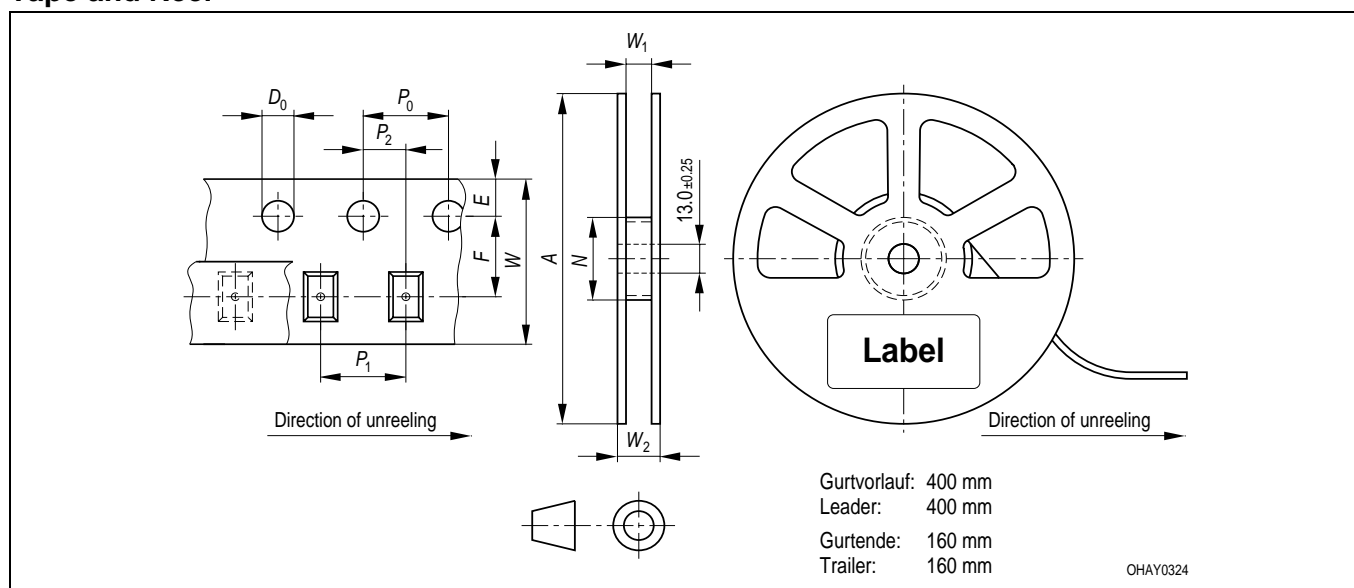 Tape and Reel
W₁
D₀
P₀
P₂
E
F
W
A
N
13.0 ±0.25
P₁
Direction of unreeling
W₂
Label
Direction of unreeling
Gurtvorlauf: 400 mm
Leader: 400 mm
Gurtende: 160 mm
Trailer: 160 mm
OHAY0324